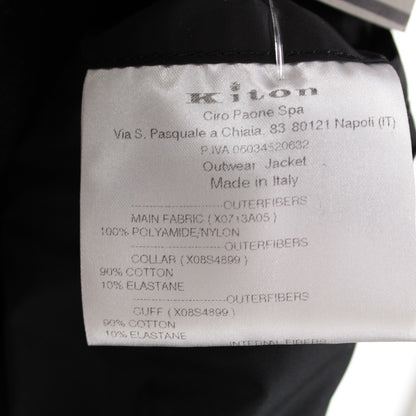 Kiton
Ciro Paone Spa
Via S. Pasquale a Chiaia, 83 80121 Napoli (IT)
P.IVA 06034520632
Outwear Jacket
Made in Italy
--------------------OUTERFIBERS
MAIN FABRIC (X0713A05)
100% POLYAMIDE/NYLON
--------------------OUTERFIBERS
COLLAR (X08S4899)
90% COTTON
10% ELASTANE
--------------------OUTERFIBERS
CUFF (X08S4899)
90% COTTON
10% ELASTANE
--------------------INTERNAL FIBERS